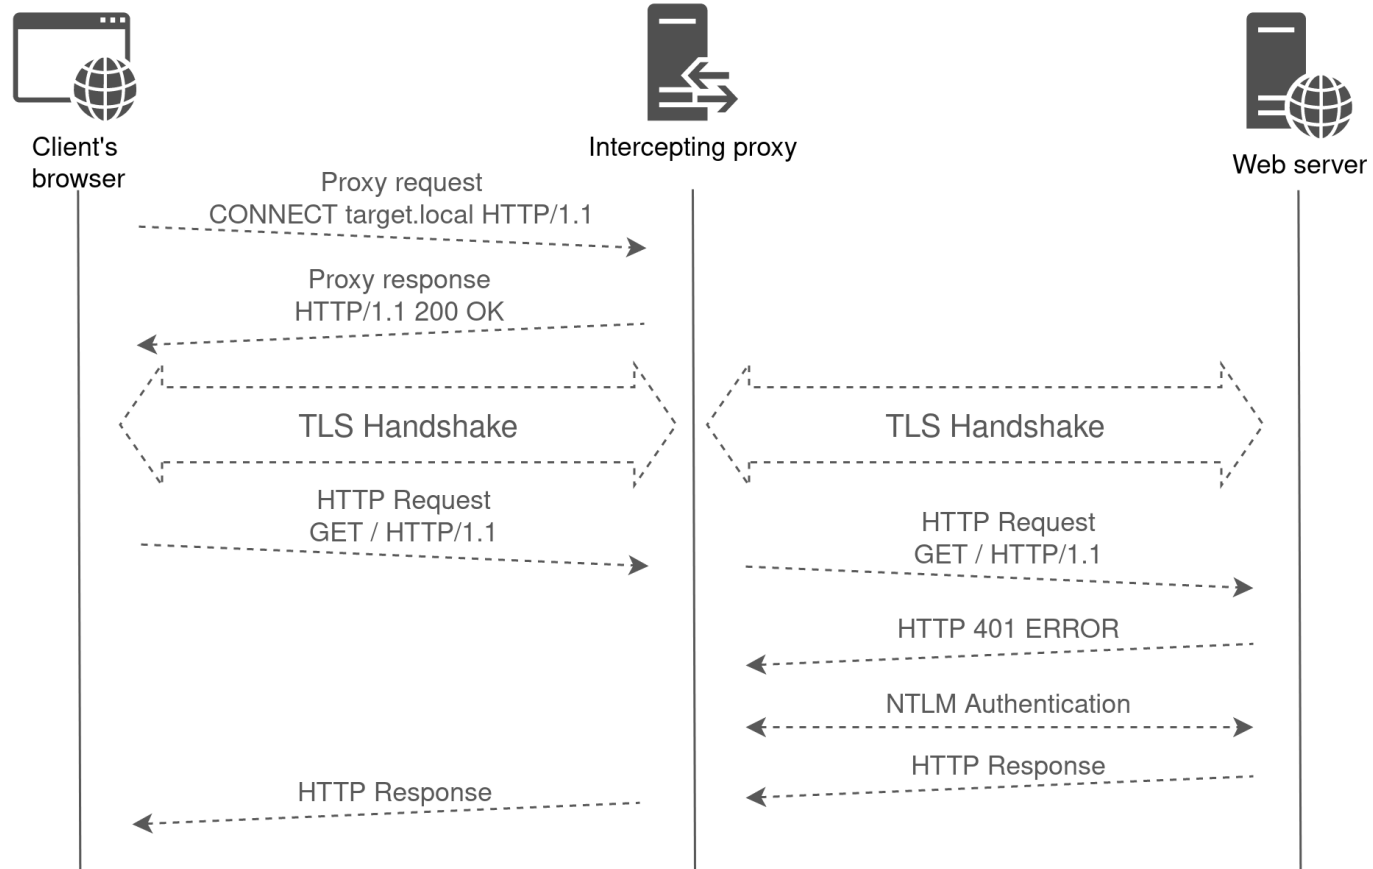 Client's
browser
Intercepting proxy
Web server
Proxy request
CONNECT target.local HTTP/1.1
Proxy response
HTTP/1.1 200 OK
TLS Handshake
TLS Handshake
HTTP Request
GET / HTTP/1.1
HTTP Request
GET / HTTP/1.1
HTTP 401 ERROR
NTLM Authentication
HTTP Response
HTTP Response